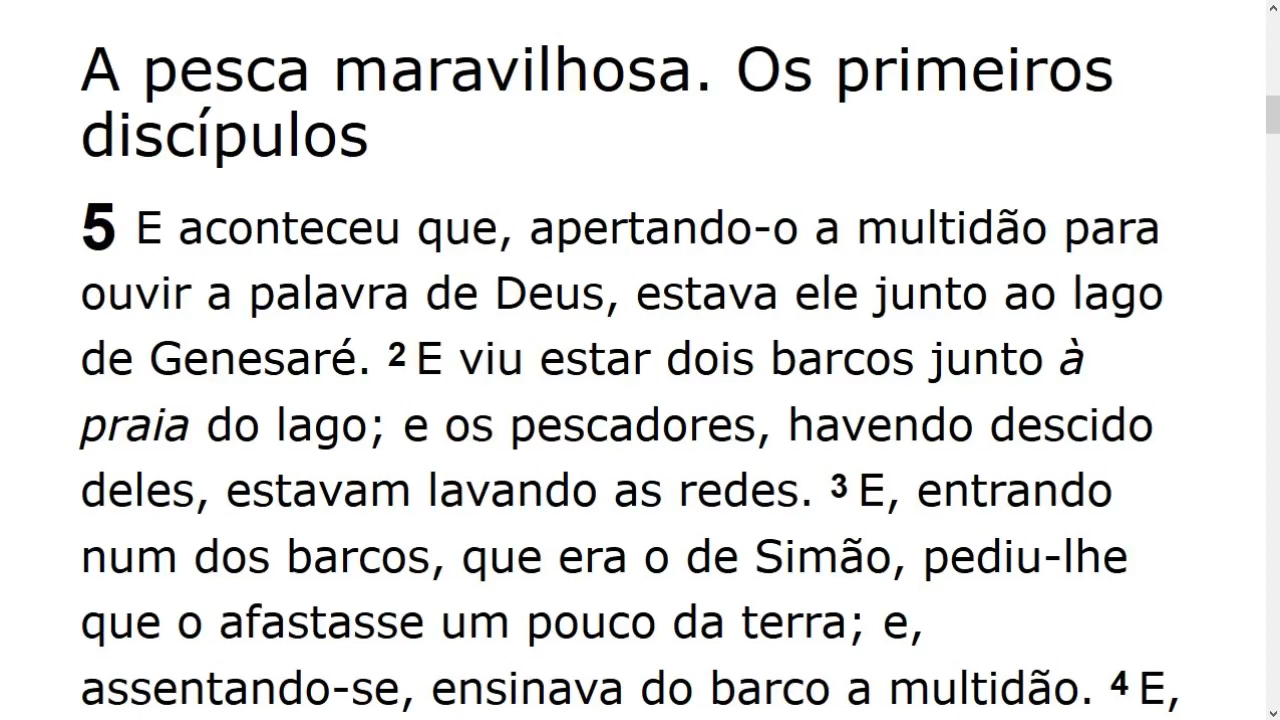 A pesca maravilhosa. Os primeiros
discípulos
5 E aconteceu que, apertando-o a multidão para
ouvir a palavra de Deus, estava ele junto ao lago
de Genesaré. 2 E viu estar dois barcos junto à
praia do lago; e os pescadores, havendo descido
deles, estavam lavando as redes. 3 E, entrando
num dos barcos, que era o de Simão, pediu-lhe
que o afastasse um pouco da terra; e,
assentando-se, ensinava do barco a multidão. 4 E,